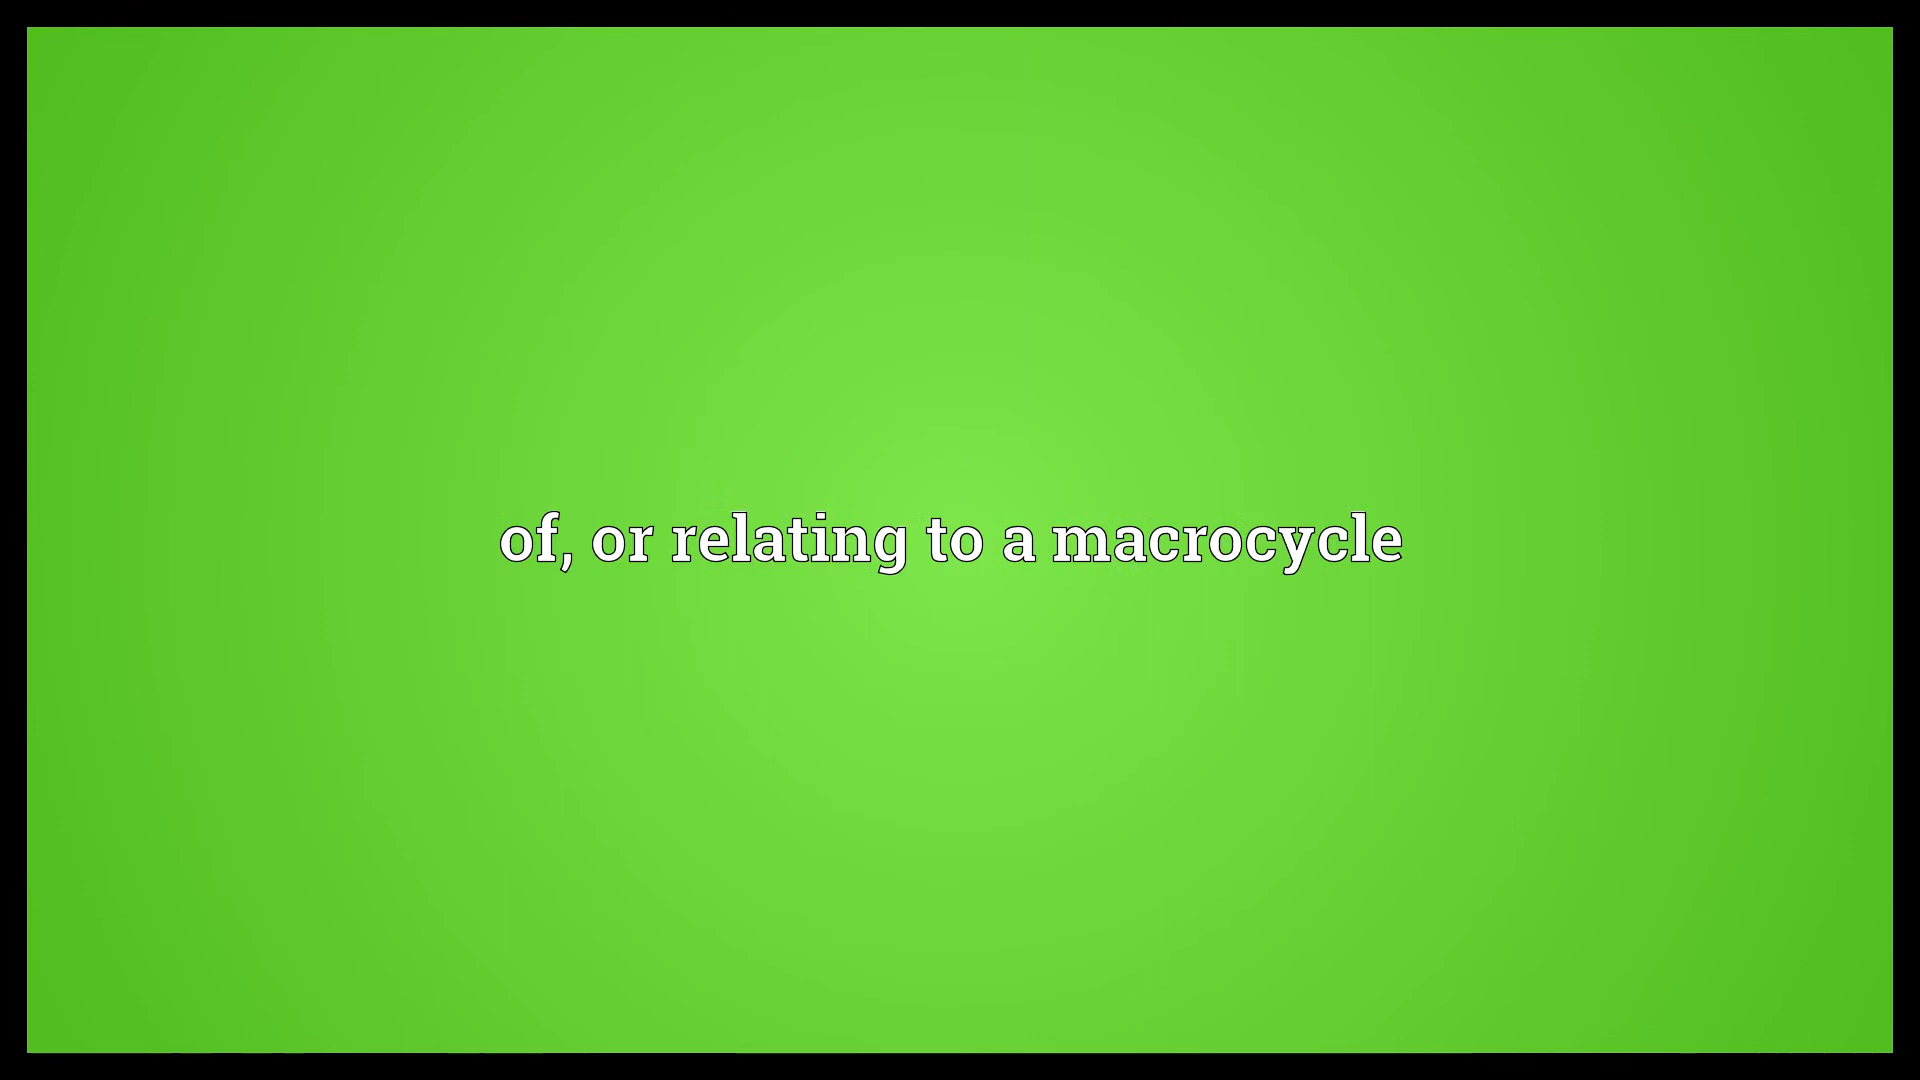 of, or relating to a macrocycle